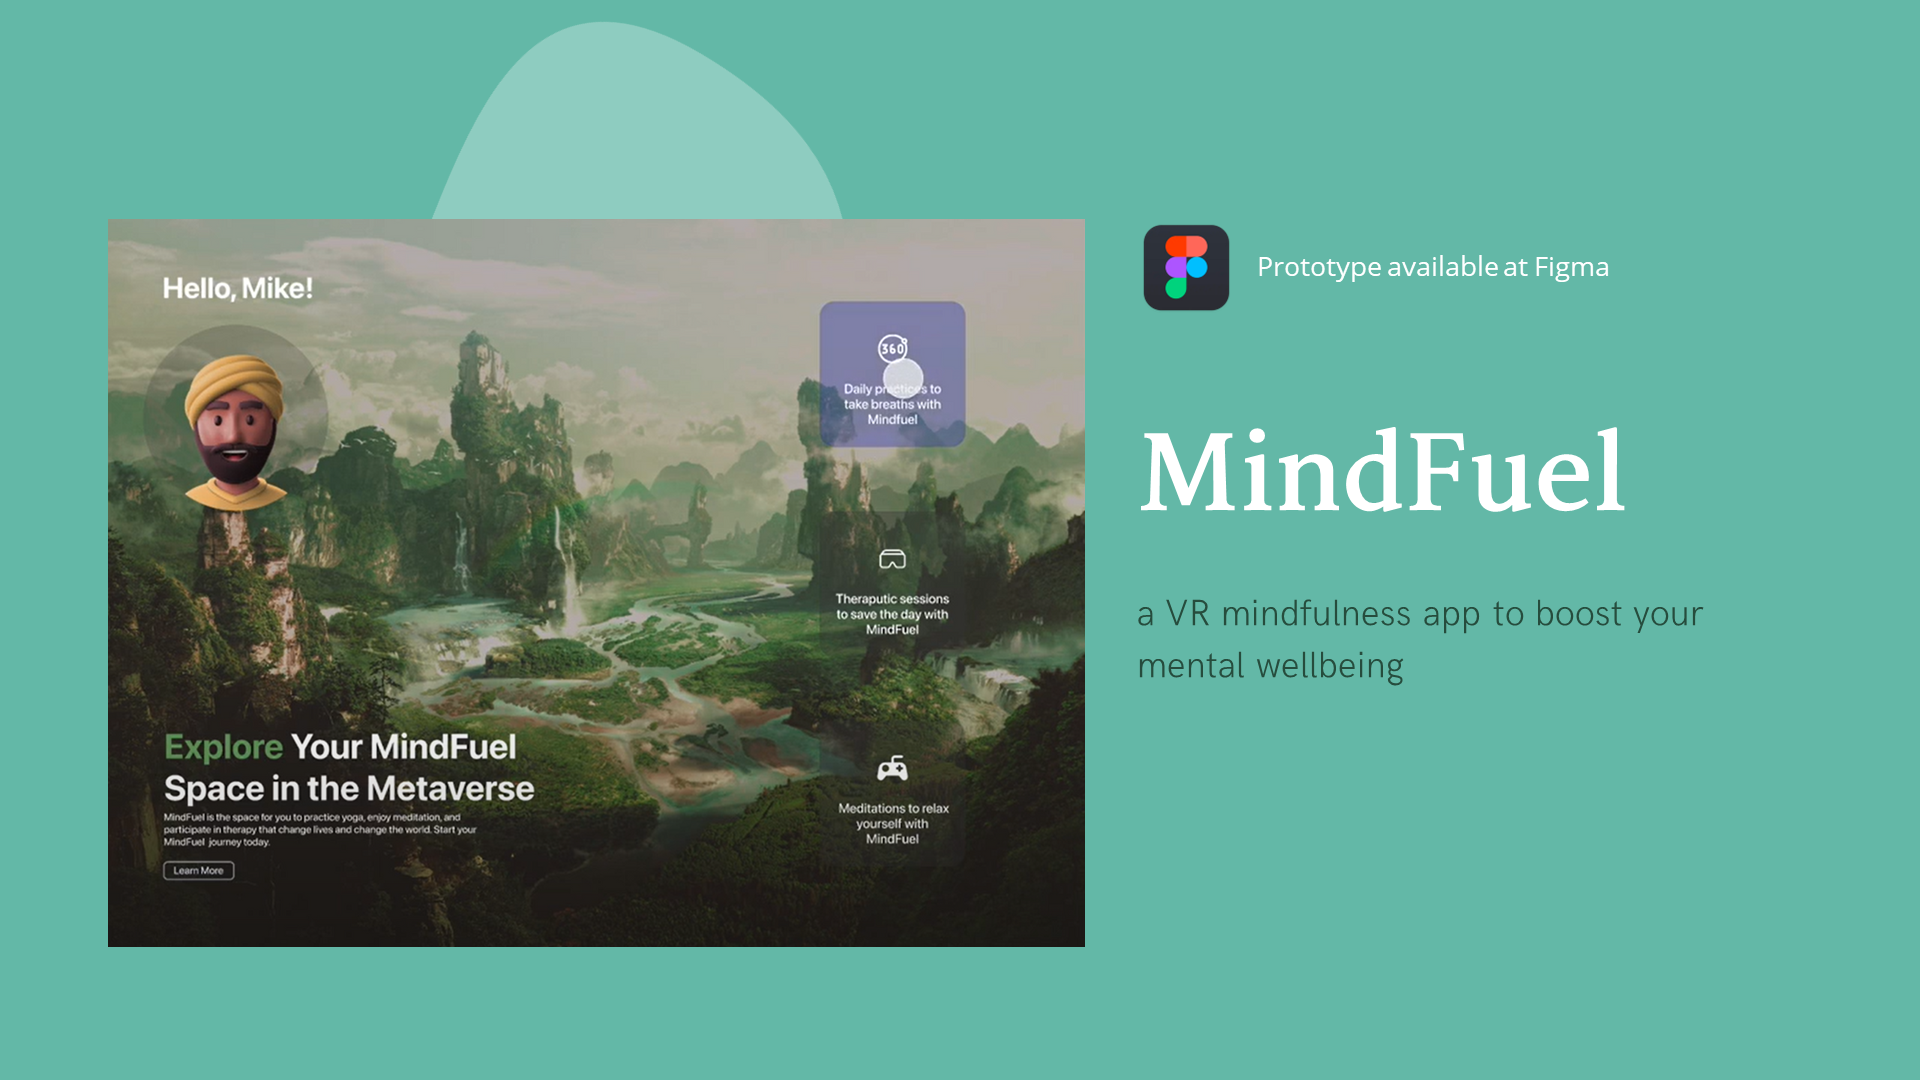 Hello, Mike!
360°
Daily practices to
take breaths with
Mindfuel
Theraputic sessions
to save the day with
MindFuel
Explore Your MindFuel
Space in the Metaverse
MindFuel is the space for you to practice yoga, enjoy meditation, and
participate in therapy that change lives and change the world. Start your
MindFuel journey today.
Learn More
Meditations to relax
yourself with
MindFuel
Prototype available at Figma
MindFuel
a VR mindfulness app to boost your
mental wellbeing